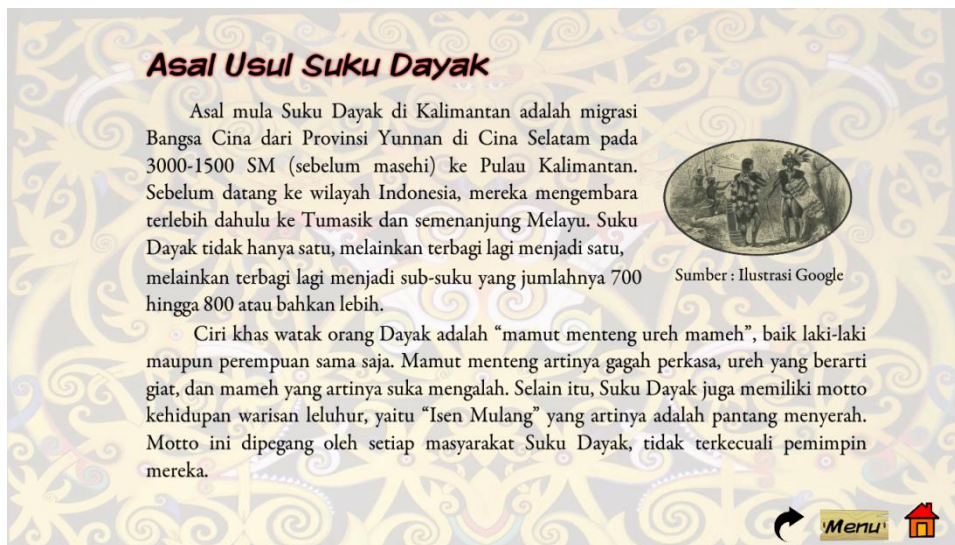 Asal Usul Suku Dayak
Asal mula Suku Dayak di Kalimantan adalah migrasi
Bangsa Cina dari Provinsi Yunnan di Cina Selatam pada
3000-1500 SM (sebelum masehi) ke Pulau Kalimantan.
Sebelum datang ke wilayah Indonesia, mereka mengembara
terlebih dahulu ke Tumasik dan semenanjung Melayu. Suku
Dayak tidak hanya satu, melainkan terbagi lagi menjadi satu,
melainkan terbagi lagi menjadi sub-suku yang jumlahnya 700
hingga 800 atau bahkan lebih.
Sumber : Ilustrasi Google
Ciri khas watak orang Dayak adalah “mamut menteng ureh mameh”, baik laki-laki
maupun perempuan sama saja. Mamut menteng artinya gagah perkasa, ureh yang berarti
giat, dan mameh yang artinya suka mengalah. Selain itu, Suku Dayak juga memiliki motto
kehidupan warisan leluhur, yaitu “Isen Mulang” yang artinya adalah pantang menyerah.
Motto ini dipegang oleh setiap masyarakat Suku Dayak, tidak terkecuali pemimpin
mereka.
'Menu'